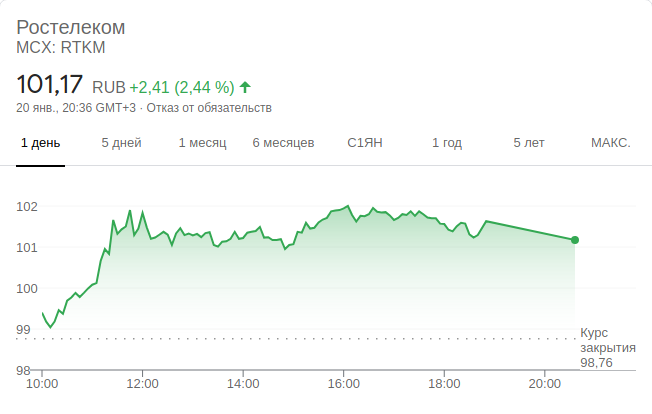 Ростелеком
MCX: RTKM
101,17 RUB +2,41 (2,44 %)
20 янв., 20:36 GMT+3 · Отказ от обязательств
1 день 5 дней 1 месяц 6 месяцев С1ЯН 1 год 5 лет МАКС.
102
101
100
99
98
Курс
закрытия
98,76
10:00 12:00 14:00 16:00 18:00 20:00